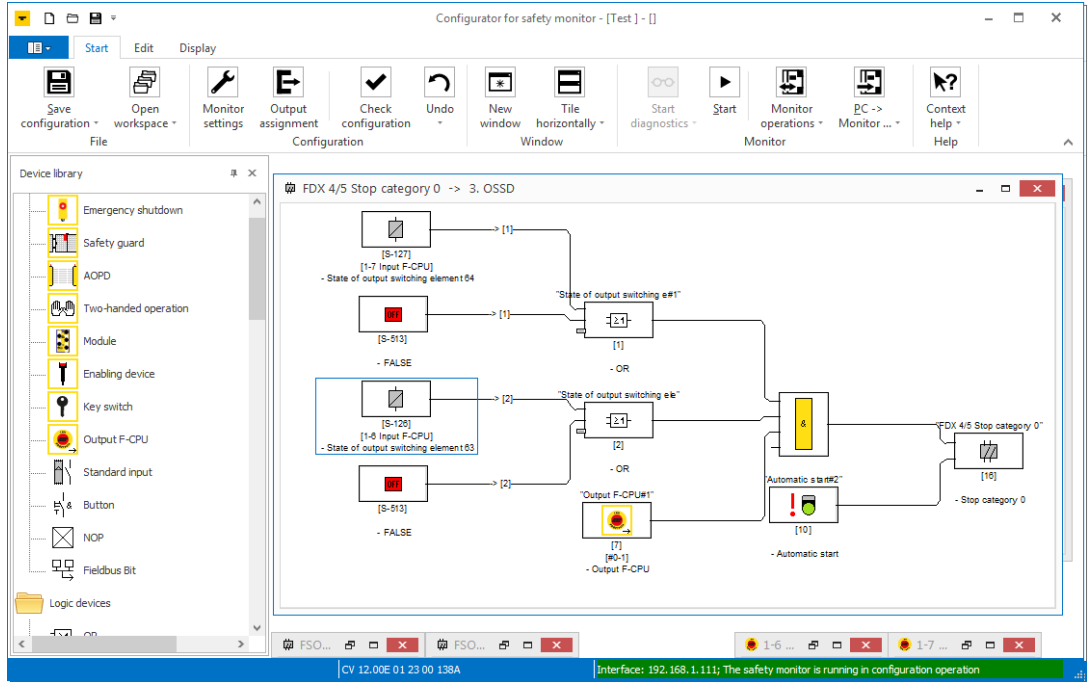 Configurator for safety monitor - [Test ] - []
Start Edit Display
Save configuration
Open workspace
Monitor settings
Output assignment
Check configuration
Undo
New window
Tile horizontally
Start diagnostics
Start
Monitor operations
PC -> Monitor ...
Context help
File
Configuration
Window
Monitor
Help
Device library
Emergency shutdown
Safety guard
AOPD
Two-handed operation
Module
Enabling device
Key switch
Output F-CPU
Standard input
Button
NOP
Fieldbus Bit
Logic devices
OR
FDX 4/5 Stop category 0 -> 3. OSSD
-> [1]
[S-127]
[1-7 Input F-CPU]
- State of output switching element 64
OFF
-> [1]
[S-513]
- FALSE
"State of output switching e#1"
≥1
[1]
- OR
-> [2]
[S-126]
[1-6 Input F-CPU]
- State of output switching element 63
OFF
-> [2]
[S-513]
- FALSE
"State of output switching ele"
≥1
[2]
- OR
"Output F-CPU#1"
[7]
[#0-1]
- Output F-CPU
&
"Automatic start#2"
[10]
- Automatic start
"FDX 4/5 Stop category 0"
[16]
- Stop category 0
FSO...
FSO...
1-6 ...
1-7 ...
CV 12.00E 01 23 00 138A
Interface: 192.168.1.111; The safety monitor is running in configuration operation